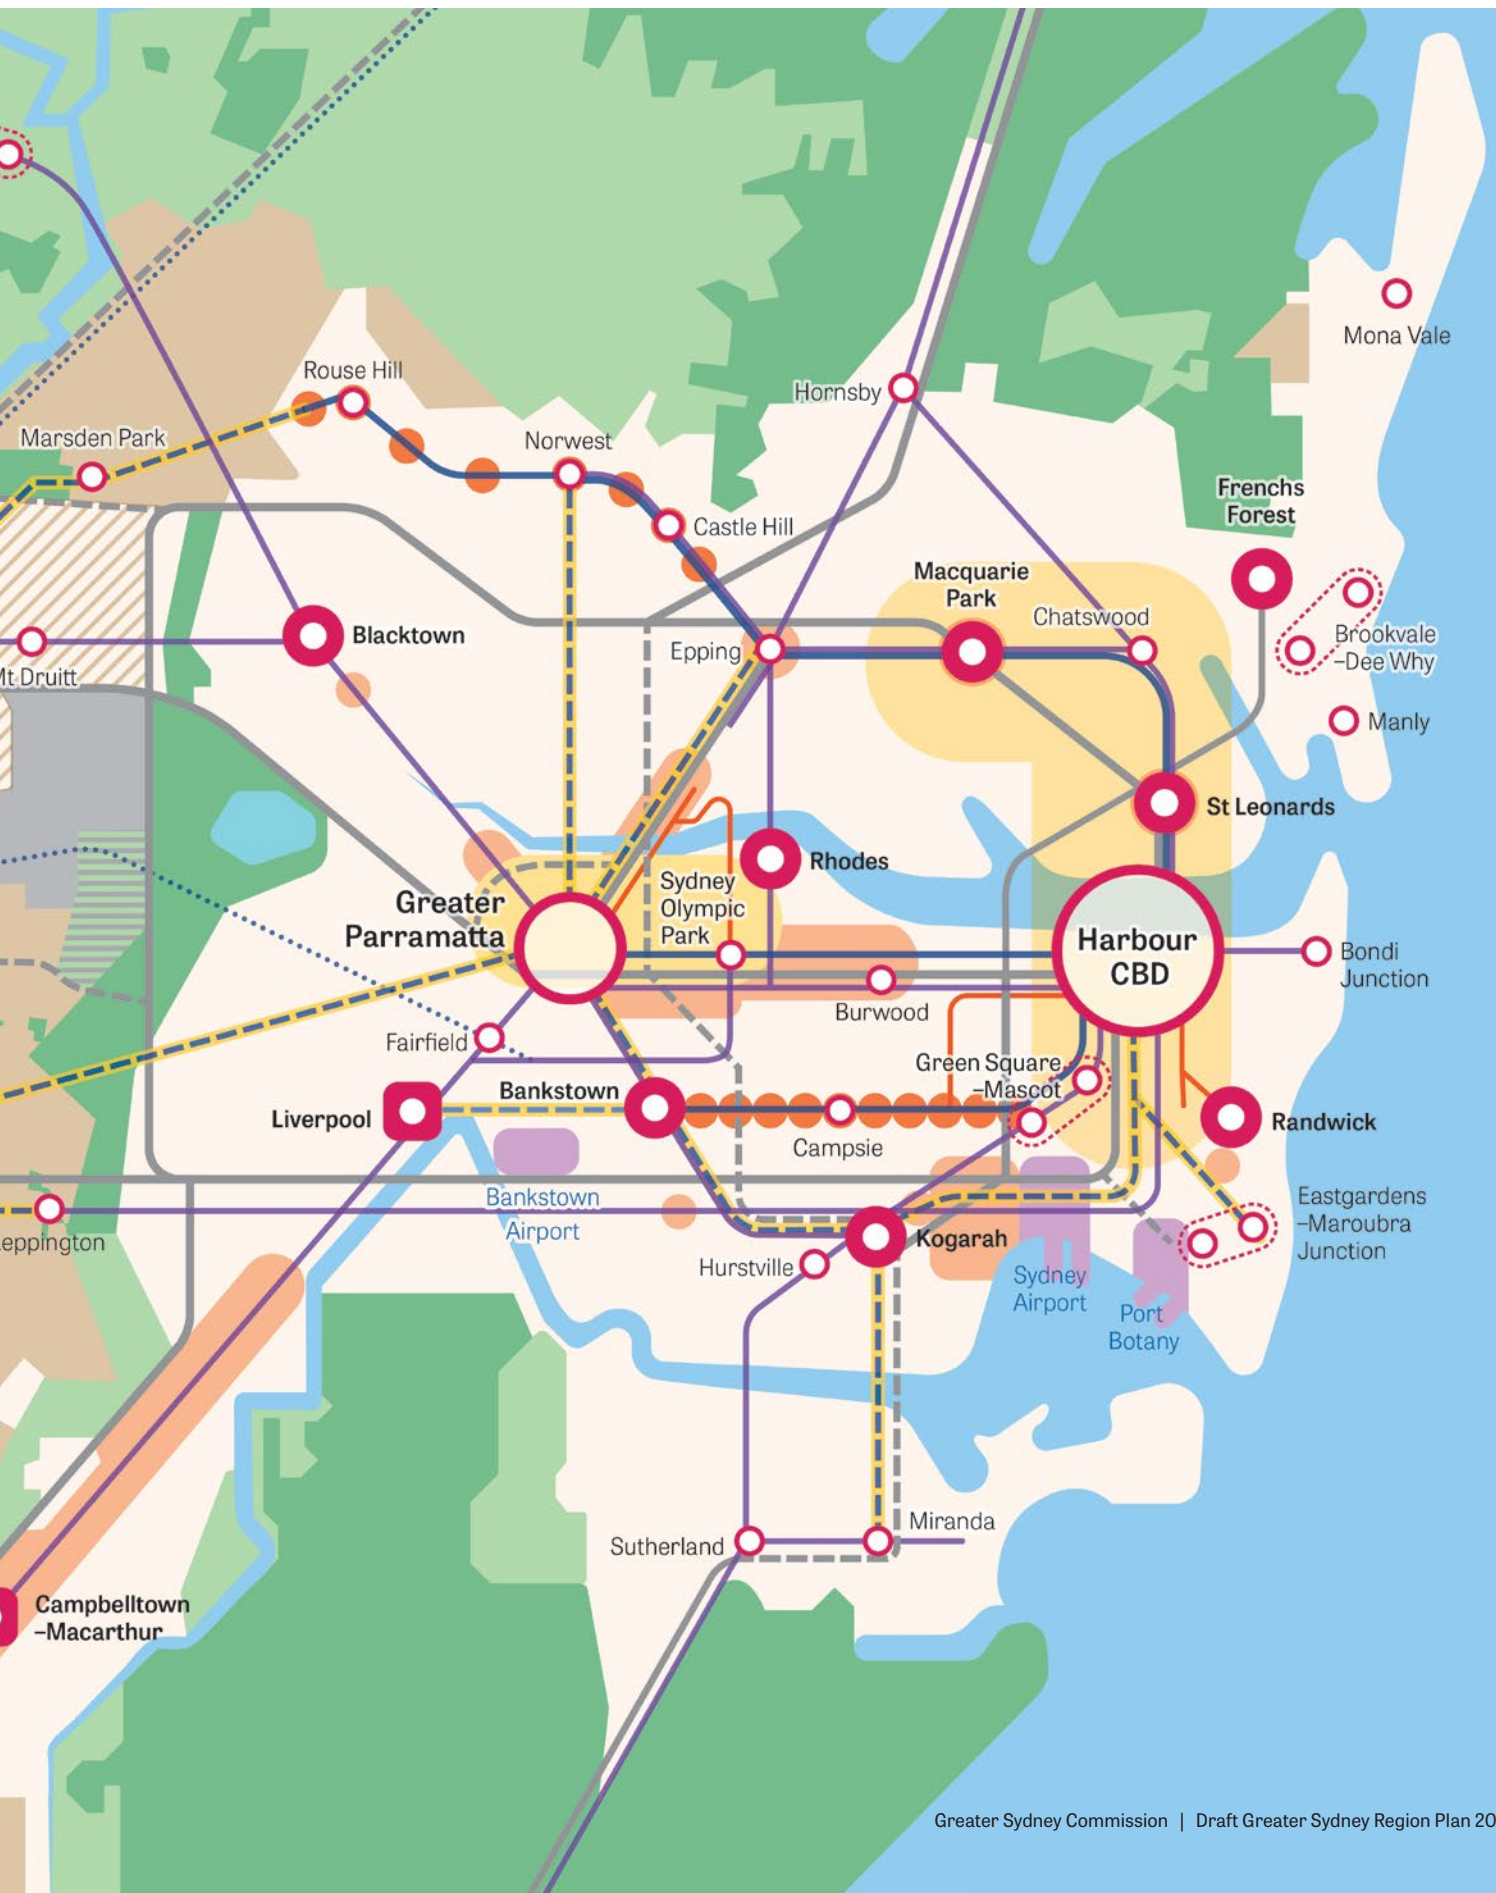 Mona Vale
Rouse Hill
Hornsby
Marsden Park
Norwest
Frenchs
Forest
Castle Hill
Macquarie
Park
Chatswood
Blacktown
Epping
Brookvale
–Dee Why
Mt Druitt
Manly
St Leonards
Rhodes
Sydney
Olympic
Park
Greater
Parramatta
Harbour
CBD
Bondi
Junction
Burwood
Fairfield
Green Square
–Mascot
Bankstown
Liverpool
Randwick
Campsie
Bankstown
Airport
Eastgardens
–Maroubra
Junction
eppington
Kogarah
Hurstville
Sydney
Airport
Port
Botany
Miranda
Sutherland
Campbelltown
–Macarthur
Greater Sydney Commission | Draft Greater Sydney Region Plan 20